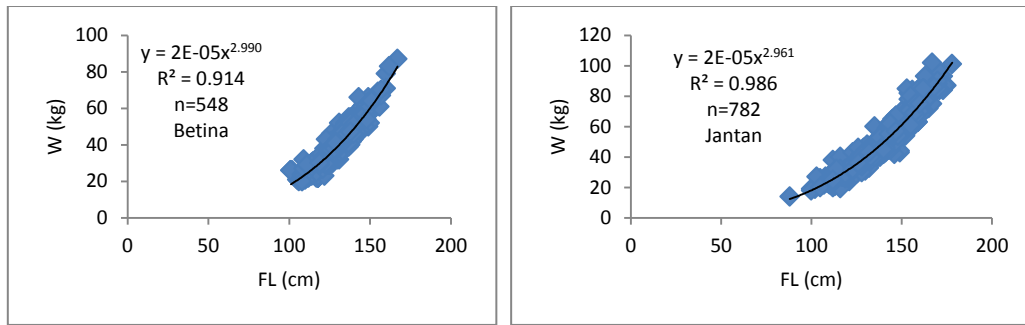 y = 2E-05x^2.990
R² = 0.914
n=548
Betina
W (kg)
100
80
60
40
20
0
0 50 100 150 200
FL (cm)
y = 2E-05x^2.961
R² = 0.986
n=782
Jantan
W (kg)
120
100
80
60
40
20
0
0 50 100 150 200
FL (cm)